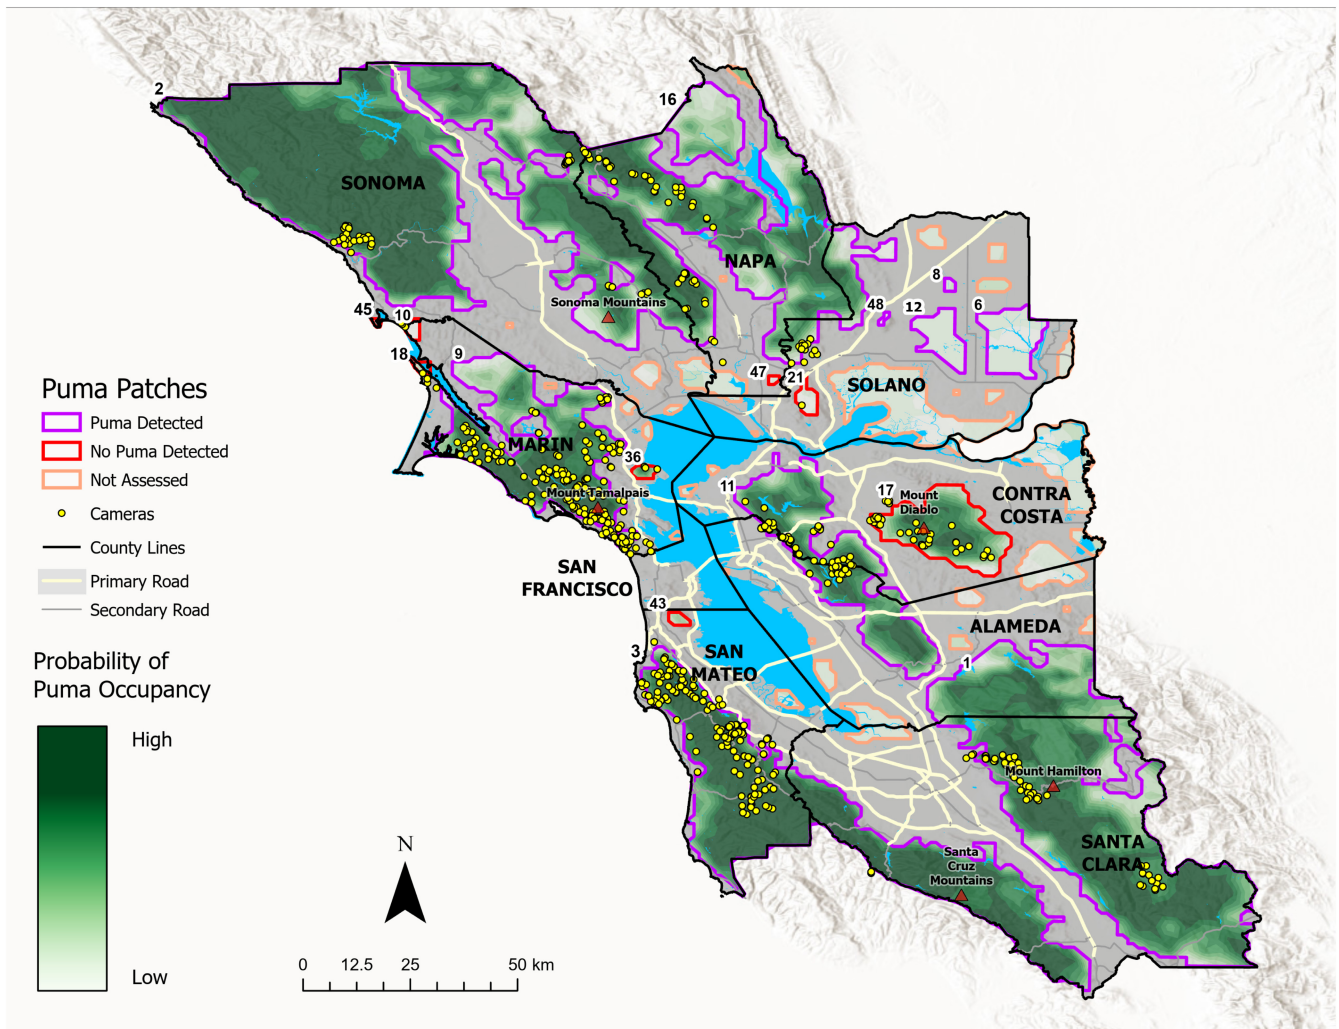 2
16
SONOMA
NAPA
8
48
12
6
Sonoma Mountains
45
10
18
9
47
21
SOLANO
Puma Patches
Puma Detected
No Puma Detected
Not Assessed
Cameras
County Lines
Primary Road
Secondary Road
MARIN
36
Mount Tamalpais
11
17
Mount
Diablo
CONTRA
COSTA
SAN
FRANCISCO
43
ALAMEDA
3
SAN
MATEO
1
Probability of
Puma Occupancy
High
Low
Mount Hamilton
SANTA
CLARA
Santa
Cruz
Mountains
N
0 12.5 25 50 km